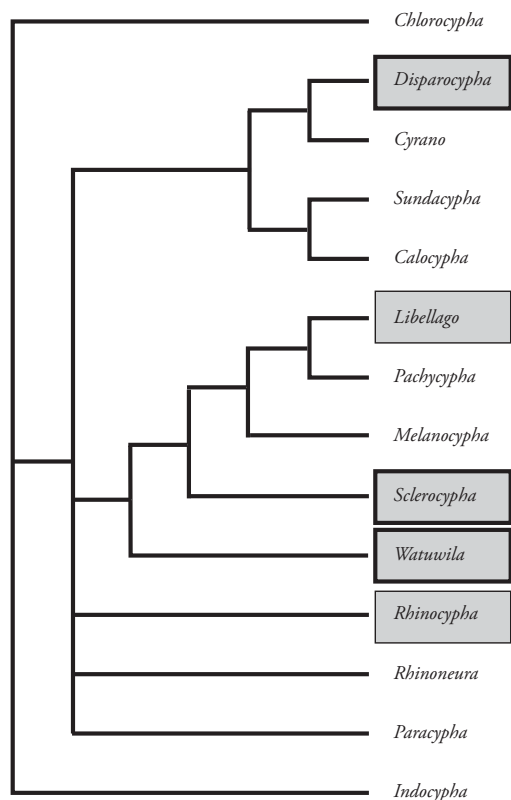 Chlorocypha
Disparocypha
Cyrano
Sundacypha
Calocypha
Libellago
Pachycypha
Melanocypha
Sclerocypha
Watuwila
Rhinocypha
Rhinoneura
Paracypha
Indocypha